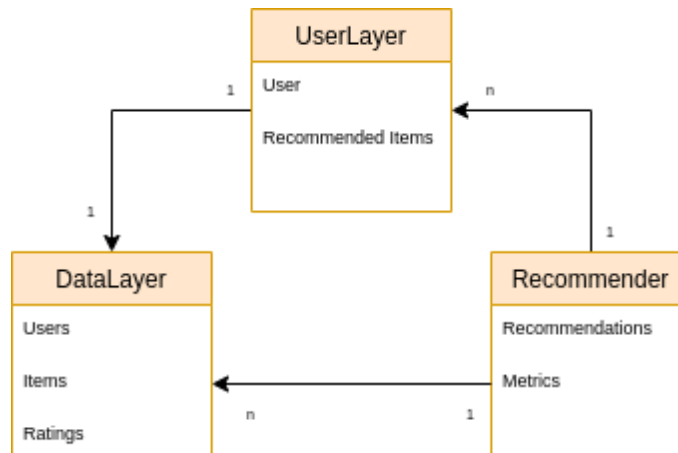 UserLayer
User
Recommended Items
1
n
1
1
DataLayer
Users
Items
Ratings
Recommender
Recommendations
Metrics
n
1